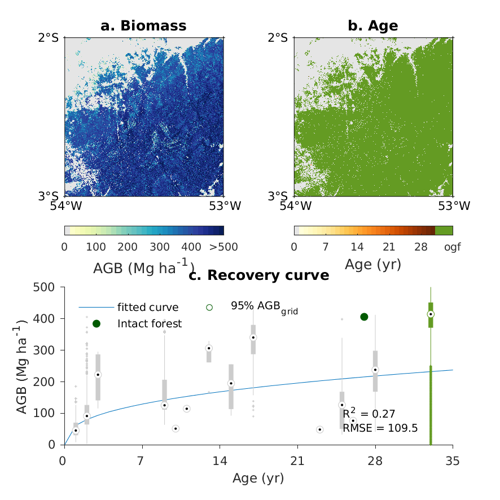 a. Biomass
b. Age
2°S
2°S
3°S
3°S
54°W
53°W
54°W
53°W
0 100 200 300 400 >500
0 7 14 21 28 ogf
AGB (Mg ha-1)
Age (yr)
c. Recovery curve
500
400
300
200
100
0
AGB (Mg ha-1)
fitted curve
95% AGBgrid
Intact forest
R2 = 0.27
RMSE = 109.5
0 7 14 21 28 35
Age (yr)